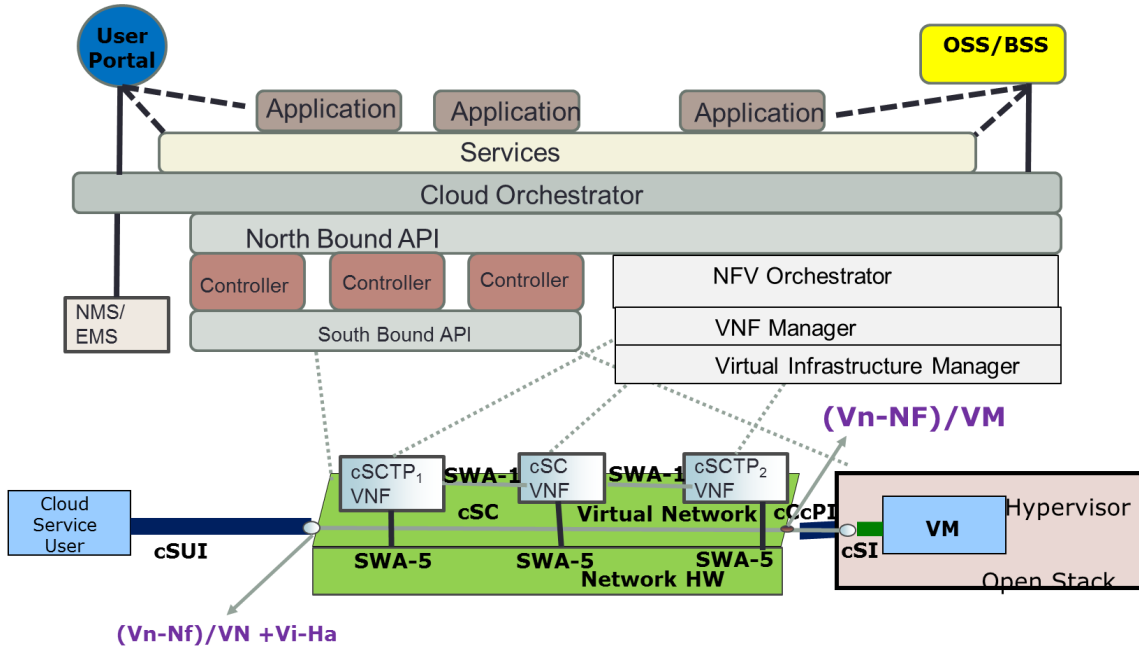 User
Portal
OSS/BSS
Application
Application
Application
Services
Cloud Orchestrator
North Bound API
Controller
Controller
Controller
NFV Orchestrator
NMS/
EMS
South Bound API
VNF Manager
Virtual Infrastructure Manager
(Vn-NF)/VM
cSCTP1
VNF
SWA-1
cSC
VNF
SWA-1
cSCTP2
VNF
Cloud
Service
User
cSUI
cSC
Virtual Network
cCcPI
cSI
VM
Hypervisor
Open Stack
SWA-5
SWA-5
SWA-5
Network HW
(Vn-Nf)/VN +Vi-Ha